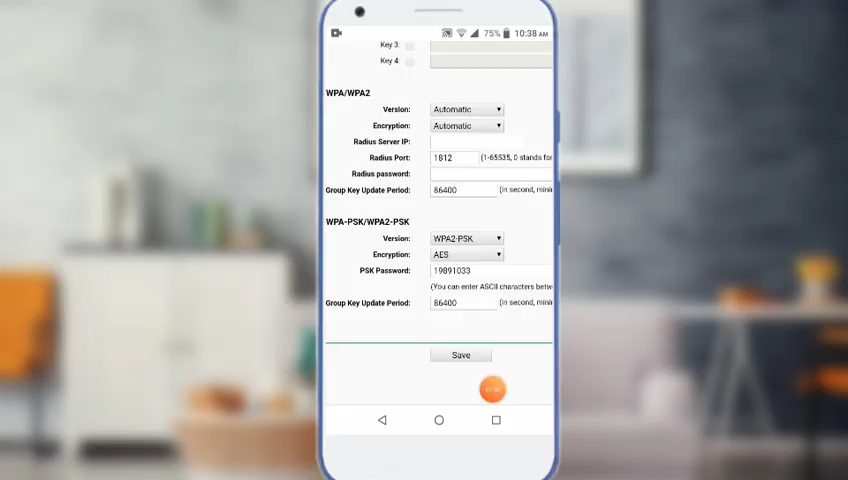 75% 10:38 AM
Key 3:
Key 4:
WPA/WPA2
Version: Automatic
Encryption: Automatic
Radius Server IP:
Radius Port: 1812 (1-65535, 0 stands for
Radius password:
Group Key Update Period: 86400 (in second, mini
WPA-PSK/WPA2-PSK
Version: WPA2-PSK
Encryption: AES
PSK Password: 19891033
(You can enter ASCII characters betw
Group Key Update Period: 86400 (in second, mini
Save